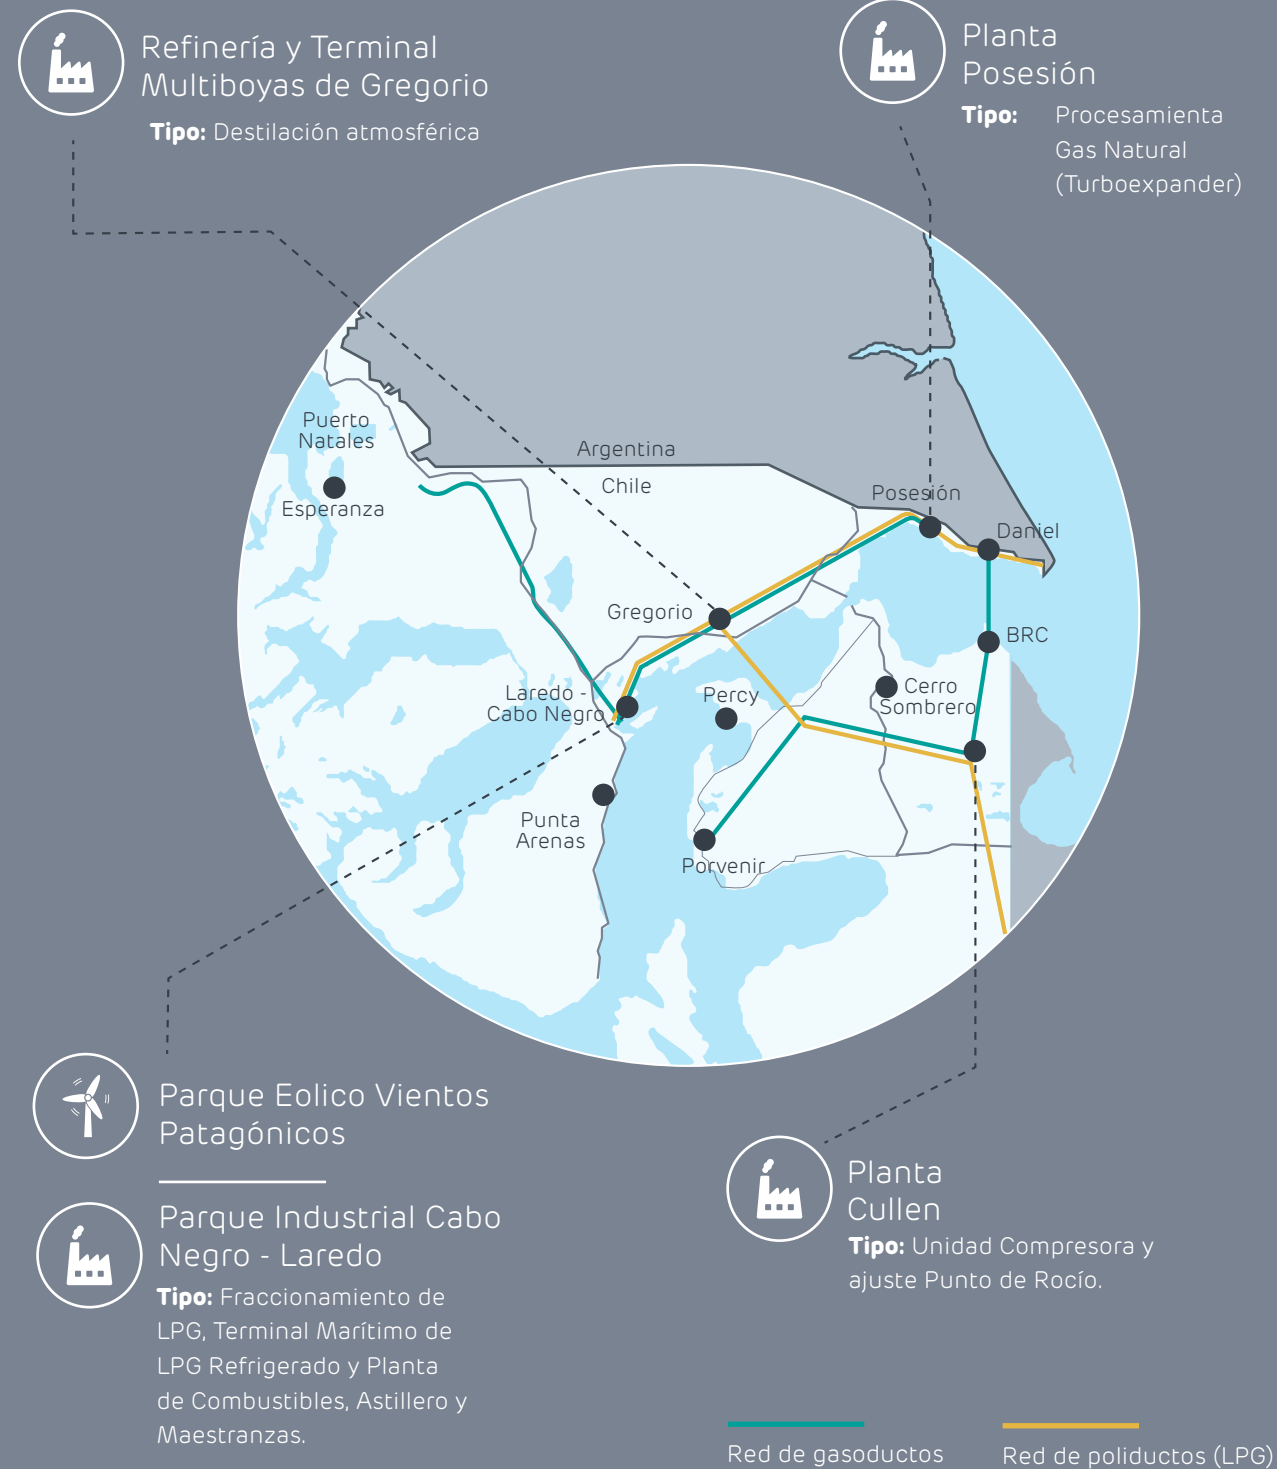 Refinería y Terminal
Multiboyas de Gregorio
Tipo: Destilación atmosférica
Planta
Posesión
Tipo: Procesamienta
Gas Natural
(Turboexpander)
Puerto
Natales
Esperanza
Argentina
Chile
Posesión
Daniel
Gregorio
BRC
Laredo -
Cabo Negro
Percy
Cerro
Sombrero
Punta
Arenas
Porvenir
Parque Eolico Vientos
Patagónicos
Parque Industrial Cabo
Negro - Laredo
Tipo: Fraccionamiento de
LPG, Terminal Marítimo de
LPG Refrigerado y Planta
de Combustibles, Astillero y
Maestranzas.
Planta
Cullen
Tipo: Unidad Compresora y
ajuste Punto de Rocío.
Red de gasoductos
Red de poliductos (LPG)